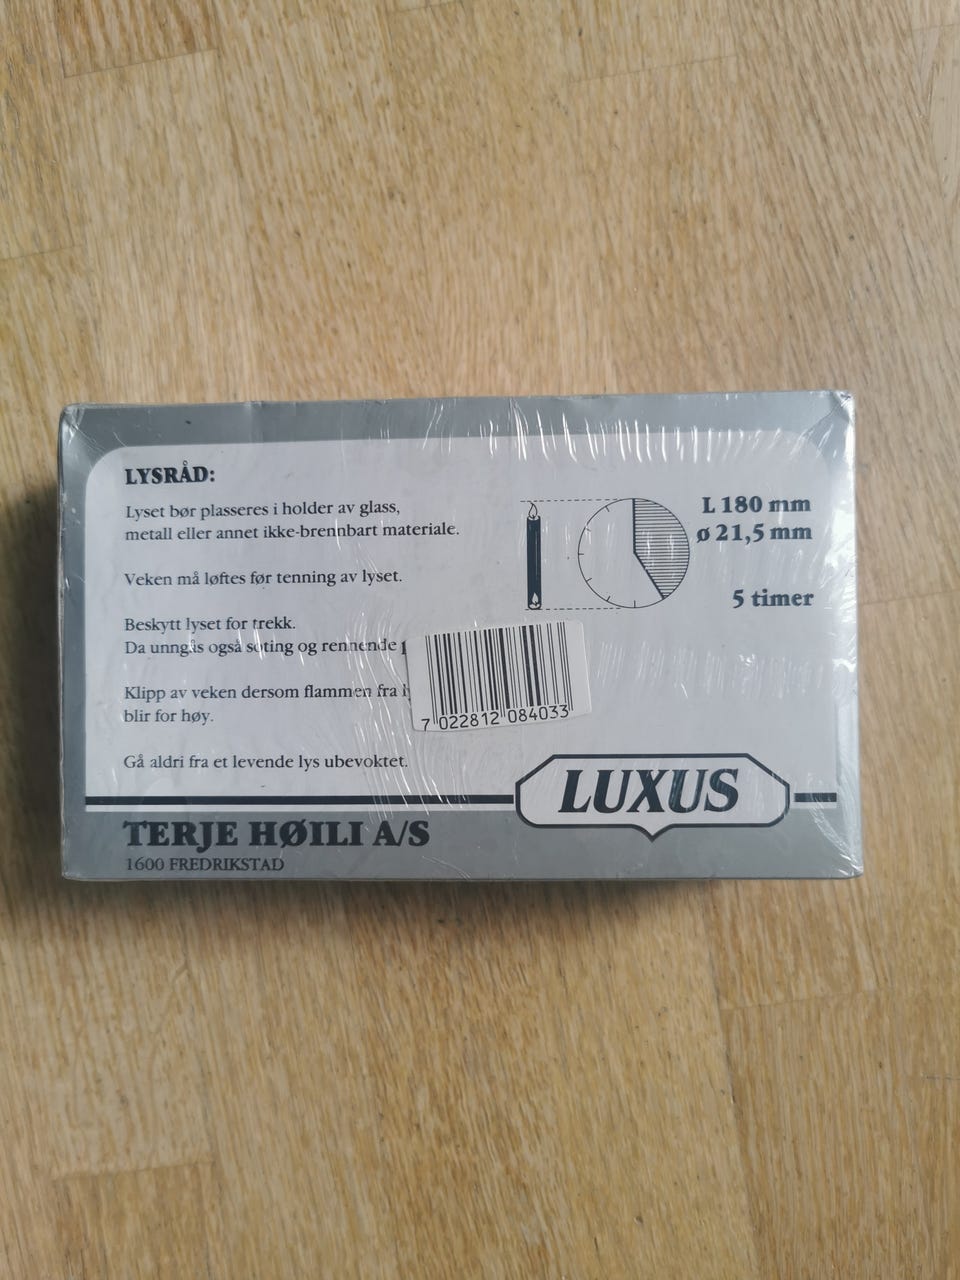 LYSRÅD:
Lyset bør plasseres i holder av glass,
metall eller annet ikke-brennbart materiale.
Veken må løftes før tenning av lyset.
Beskytt lyset for trekk.
Da unngås også soting og rennende
Klipp av veken dersom flammen fra
blir for høy.
Gå aldri fra et levende lys ubevoktet.
L 180 mm
ø 21,5 mm
5 timer
7 022812 084033
LUXUS
TERJE HØILI A/S
1600 FREDRIKSTAD